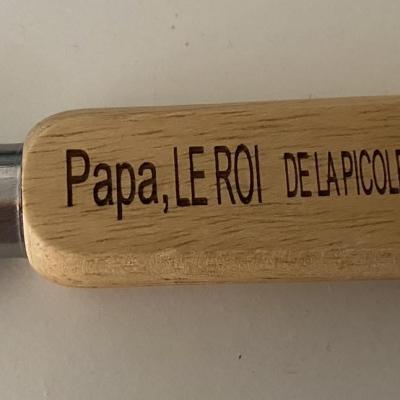 Papa, LE ROI DE LA PICOLE